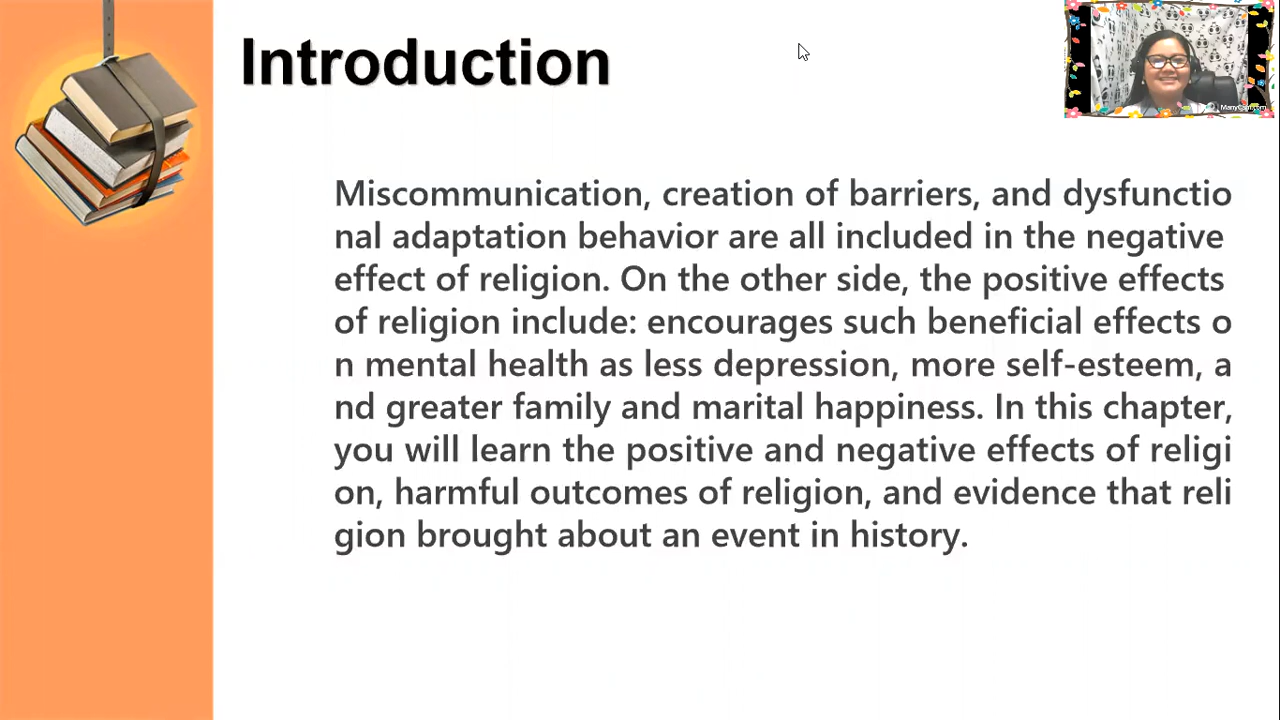 Introduction
Miscommunication, creation of barriers, and dysfunctio
nal adaptation behavior are all included in the negative
effect of religion. On the other side, the positive effects
of religion include: encourages such beneficial effects o
n mental health as less depression, more self-esteem, a
nd greater family and marital happiness. In this chapter,
you will learn the positive and negative effects of religi
on, harmful outcomes of religion, and evidence that reli
gion brought about an event in history.
ManyCam.com